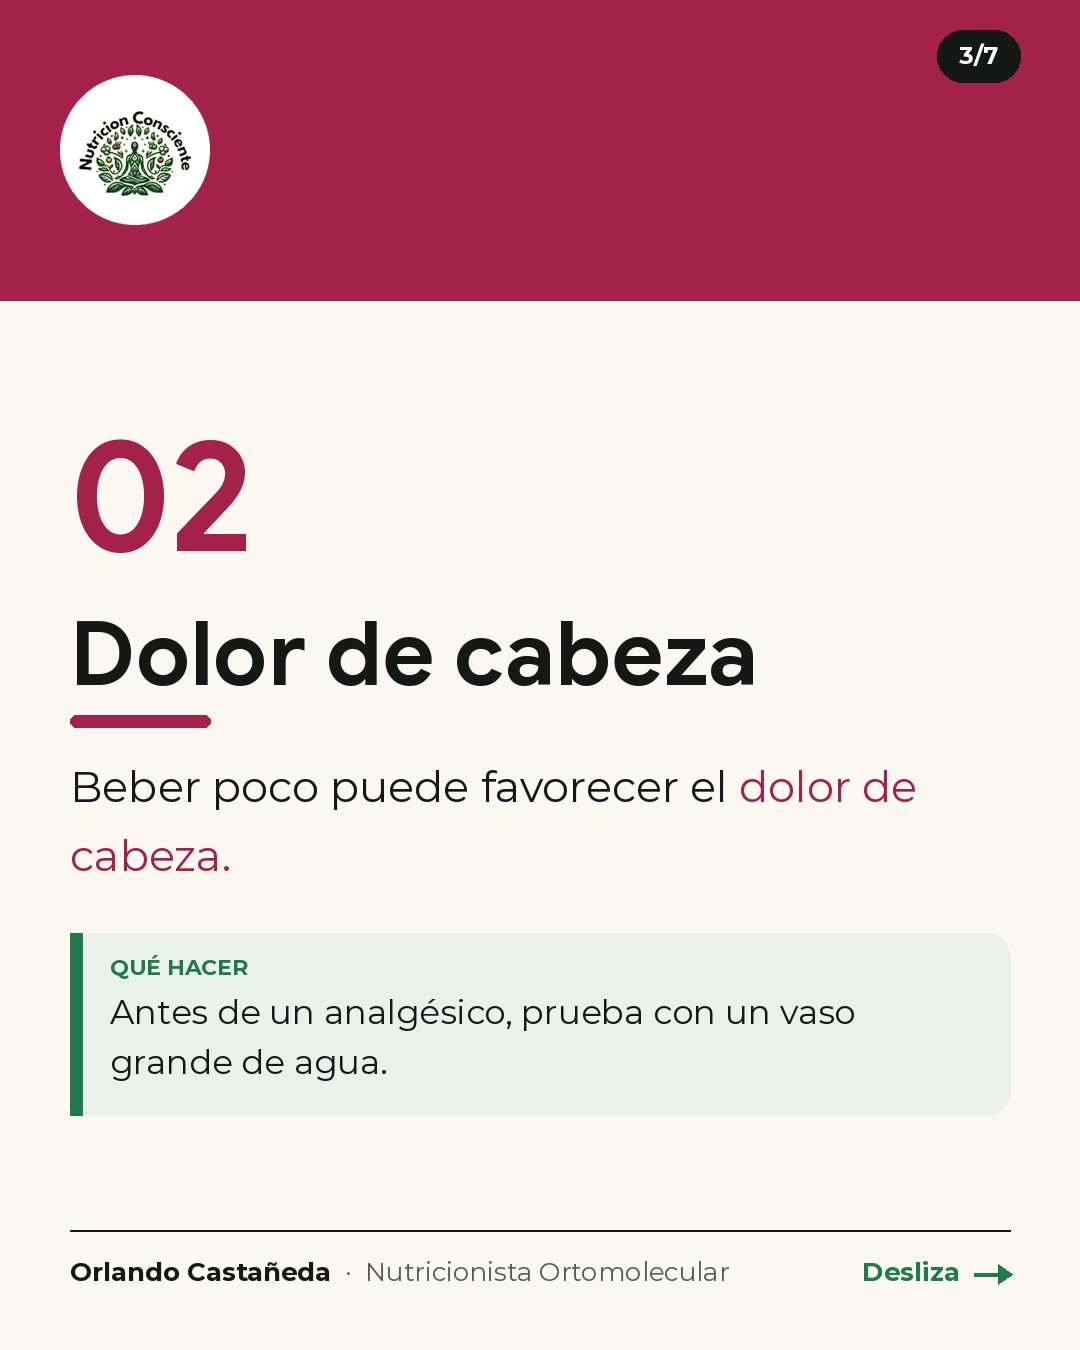 3/7
Nutricion Consciente
02
Dolor de cabeza
Beber poco puede favorecer el dolor de
cabeza.
QUÉ HACER
Antes de un analgésico, prueba con un vaso
grande de agua.
Orlando Castañeda · Nutricionista Ortomolecular
Desliza